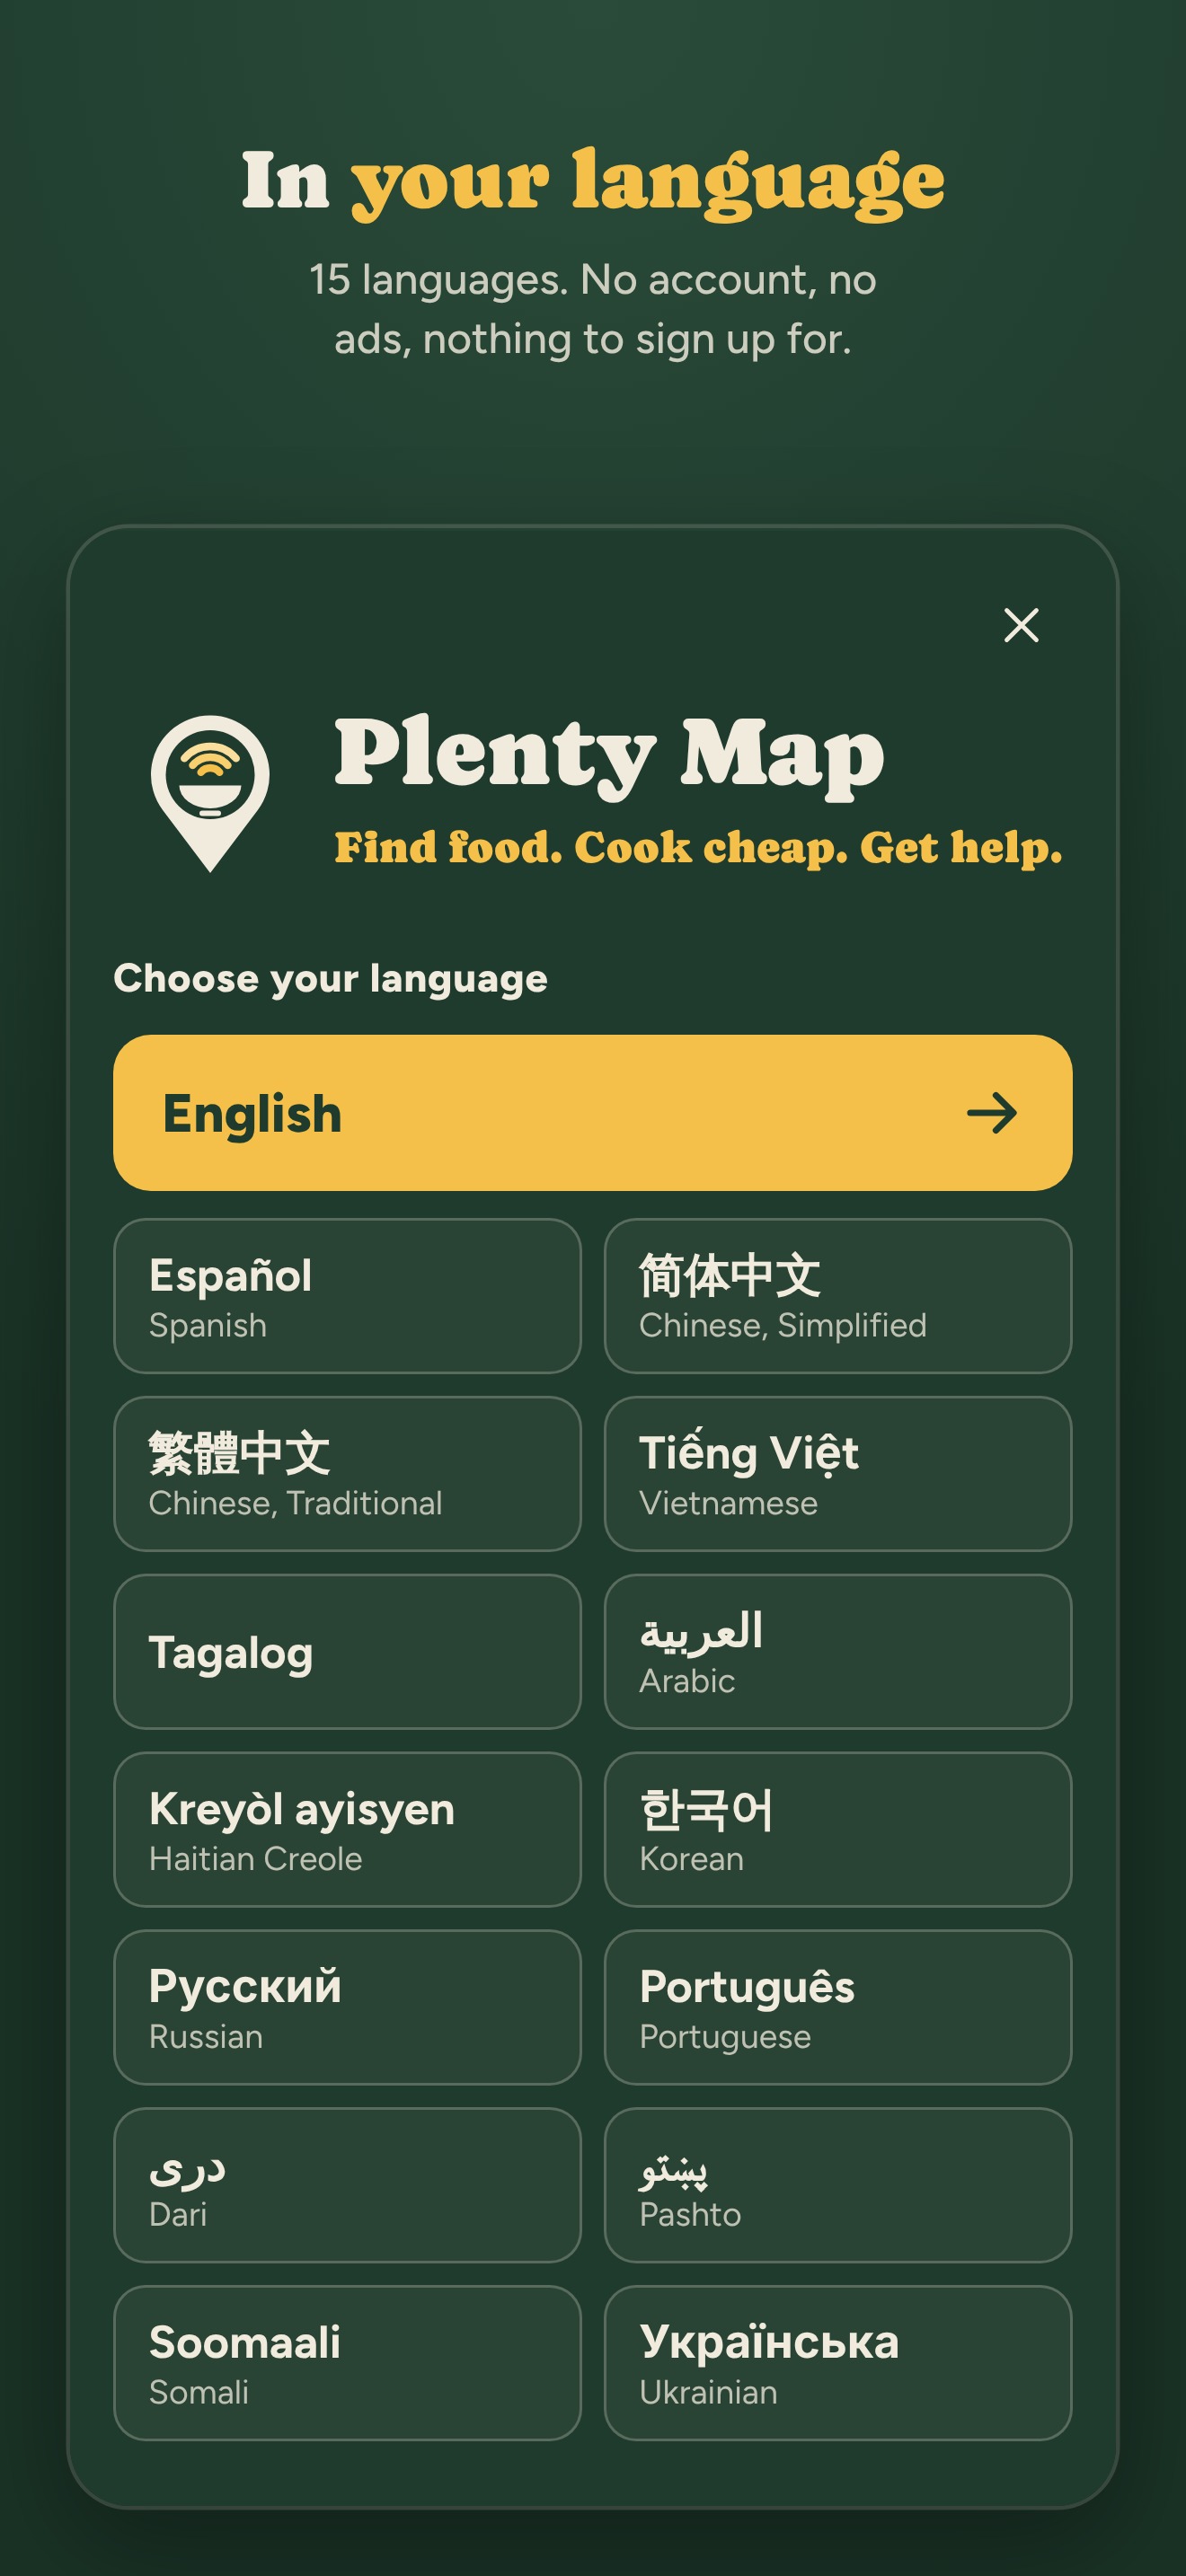 In your language
15 languages. No account, no
ads, nothing to sign up for.
Plenty Map
Find food. Cook cheap. Get help.
Choose your language
English
Español
Spanish
简体中文
Chinese, Simplified
繁體中文
Chinese, Traditional
Tiếng Việt
Vietnamese
Tagalog
العربية
Arabic
Kreyòl ayisyen
Haitian Creole
한국어
Korean
Русский
Russian
Português
Portuguese
دری
Dari
پښتو
Pashto
Soomaali
Somali
Українська
Ukrainian